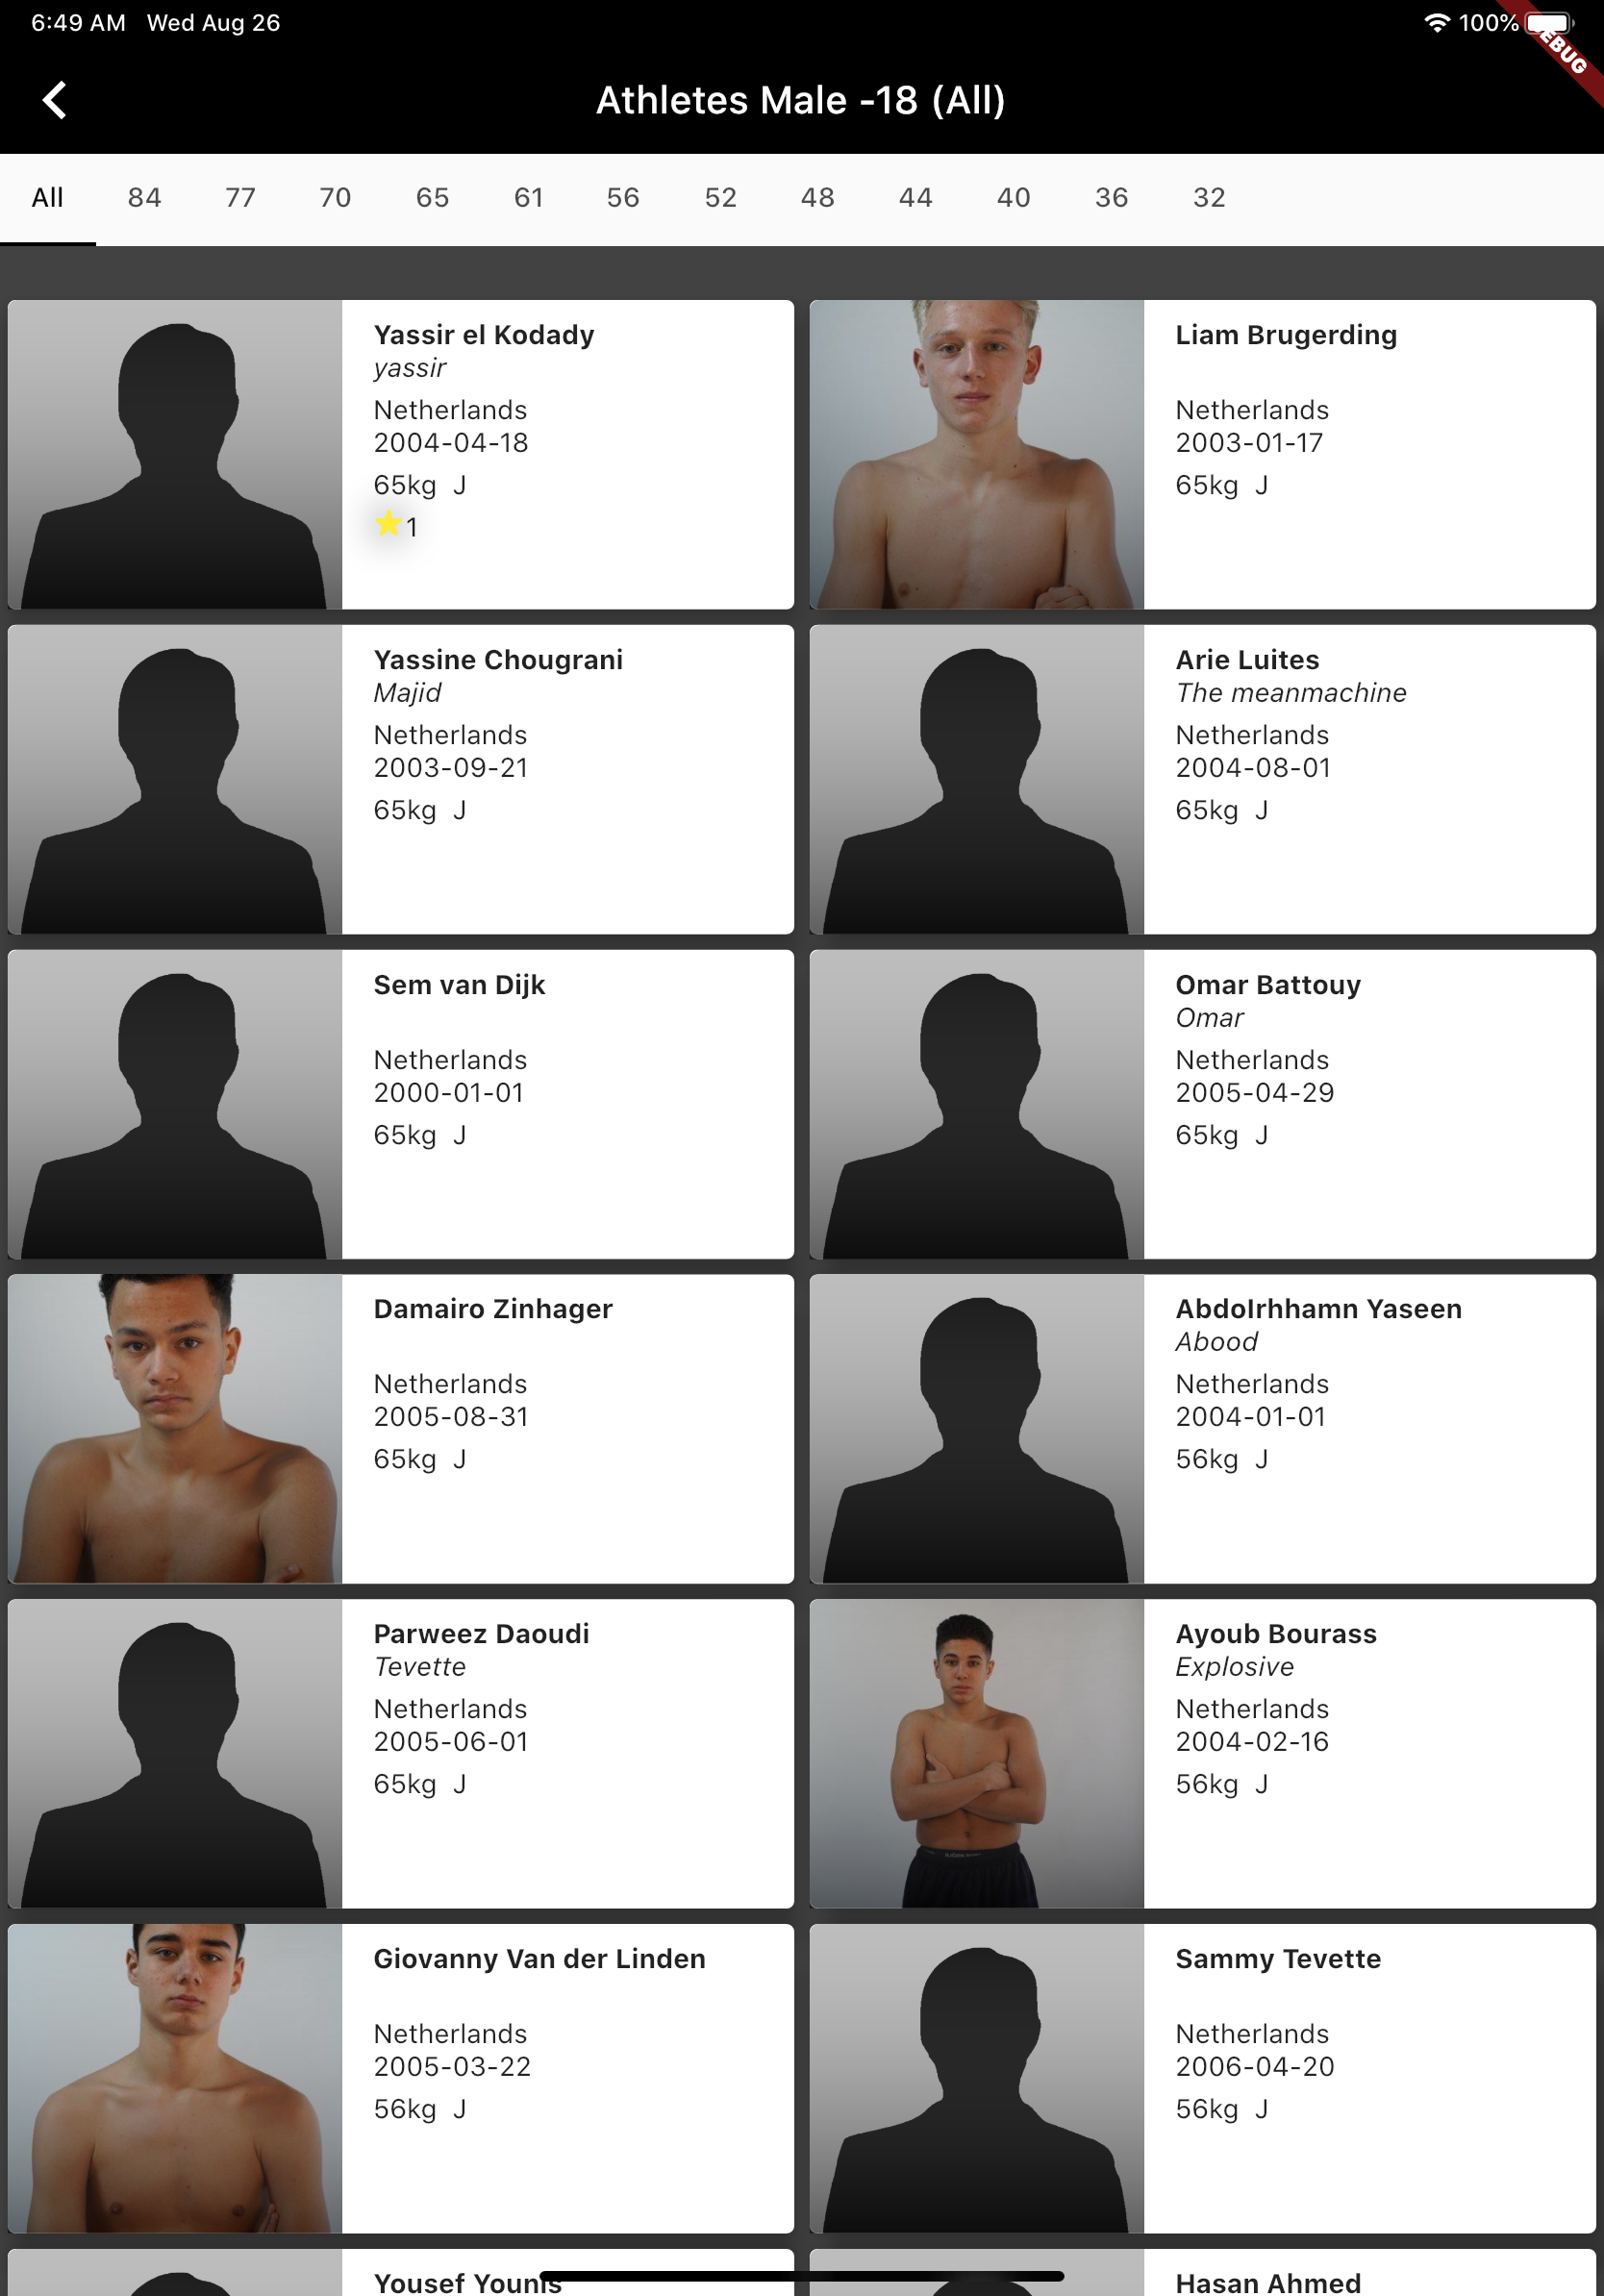 6:49 AM Wed Aug 26
100%
EBUG
Athletes Male -18 (All)
All 84 77 70 65 61 56 52 48 44 40 36 32
Yassir el Kodady
yassir
Netherlands
2004-04-18
65kg J
1
Liam Brugerding
Netherlands
2003-01-17
65kg J
Yassine Chougrani
Majid
Netherlands
2003-09-21
65kg J
Arie Luites
The meanmachine
Netherlands
2004-08-01
65kg J
Sem van Dijk
Netherlands
2000-01-01
65kg J
Omar Battouy
Omar
Netherlands
2005-04-29
65kg J
Damairo Zinhager
Netherlands
2005-08-31
65kg J
Abdolrhhamn Yaseen
Abood
Netherlands
2004-01-01
56kg J
Parweez Daoudi
Tevette
Netherlands
2005-06-01
65kg J
Ayoub Bourass
Explosive
Netherlands
2004-02-16
56kg J
Giovanny Van der Linden
Netherlands
2005-03-22
56kg J
Sammy Tevette
Netherlands
2006-04-20
56kg J
Yousef Younis
Hasan Ahmed